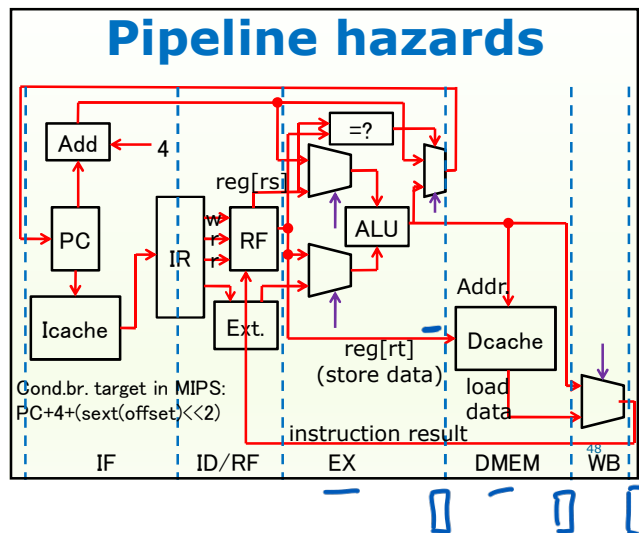 Pipeline hazards
Add
4
=?
reg[rs]
PC
IR
w
r
r
RF
ALU
Icache
Ext.
Addr.
Dcache
reg[rt]
(store data)
load
data
Cond.br. target in MIPS:
PC+4+(sext(offset)<<2)
instruction result
48
IF
ID/RF
EX
DMEM
WB